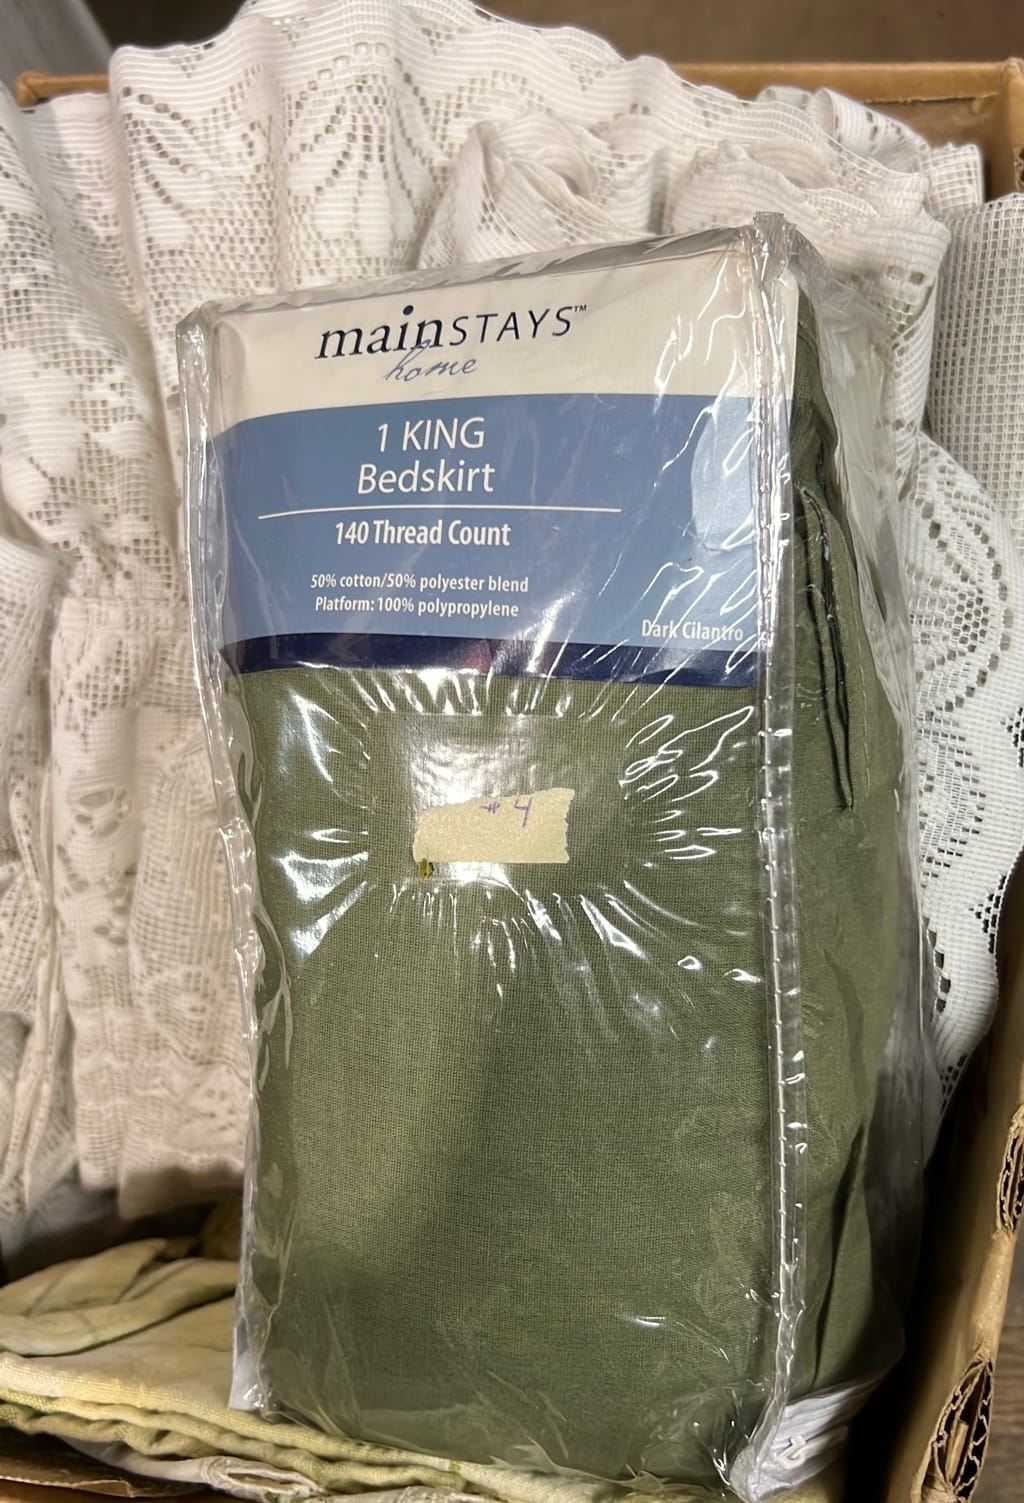 mainSTAYS™
home
1 KING
Bedskirt
140 Thread Count
50% cotton/50% polyester blend
Platform: 100% polypropylene
Dark Cilantro
# 4